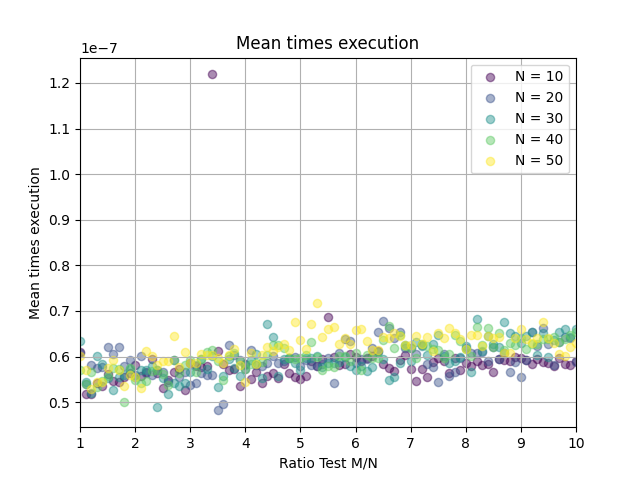 Mean times execution
1e−7
N = 10
N = 20
N = 30
N = 40
N = 50
1.2
1.1
1.0
0.9
0.8
0.7
0.6
0.5
Mean times execution
1 2 3 4 5 6 7 8 9 10
Ratio Test M/N